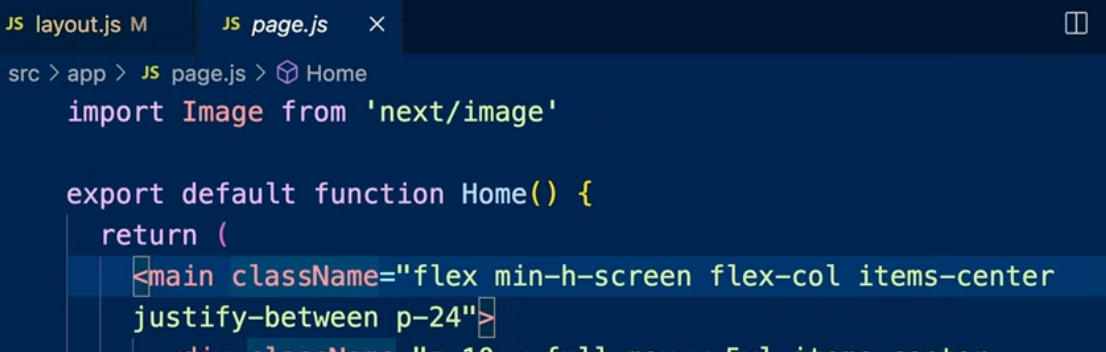 JS layout.js M JS page.js ×
src > app > JS page.js > Home
import Image from 'next/image'
export default function Home() {
return (
<main className="flex min-h-screen flex-col items-center
justify-between p-24">